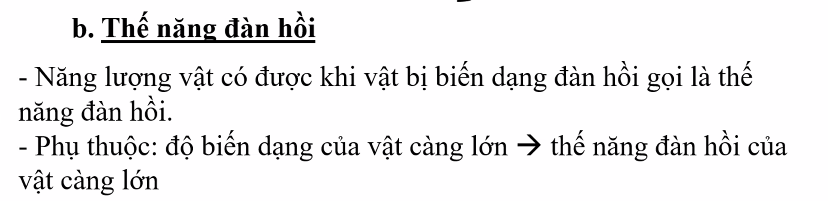 b. Thế năng đàn hồi
- Năng lượng vật có được khi vật bị biến dạng đàn hồi gọi là thế
năng đàn hồi.
- Phụ thuộc: độ biến dạng của vật càng lớn → thế năng đàn hồi của
vật càng lớn